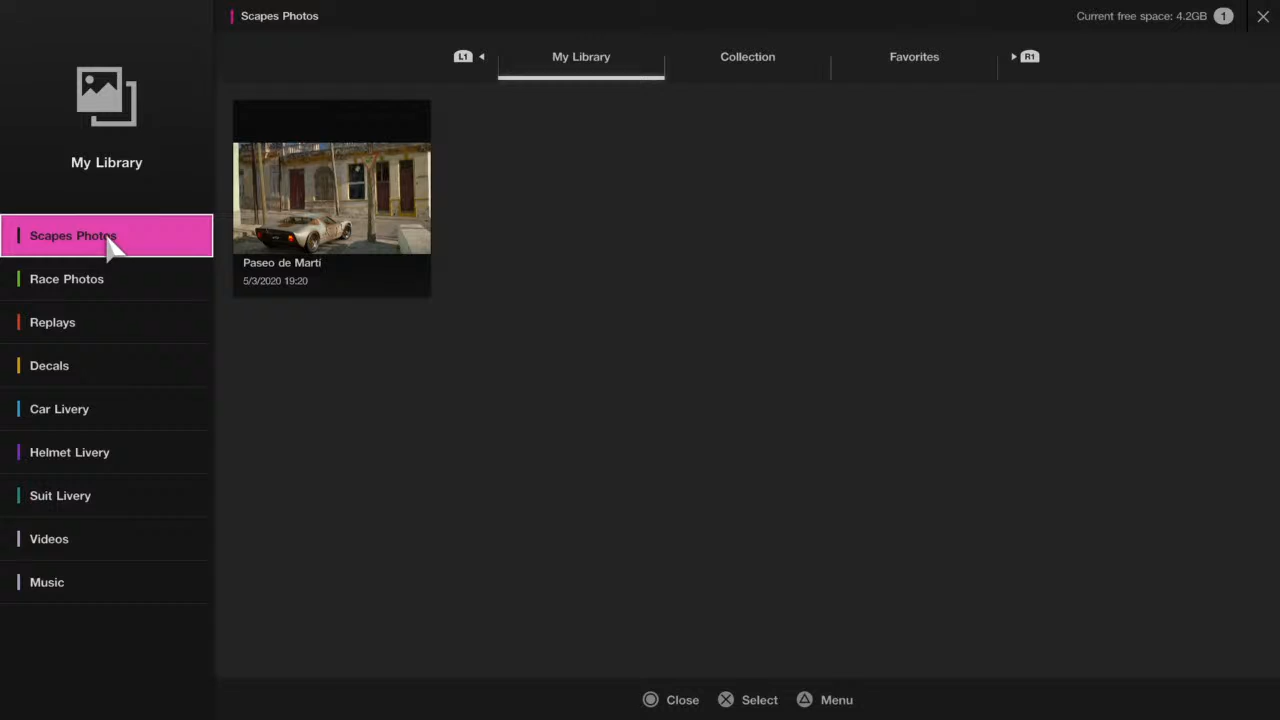 Scapes Photos
Current free space: 4.2GB 1
L1 My Library Collection Favorites R1
My Library
Scapes Photos
Race Photos
Replays
Decals
Car Livery
Helmet Livery
Suit Livery
Videos
Music
Paseo de Marti
5/3/2020 19:20
Close Select Menu